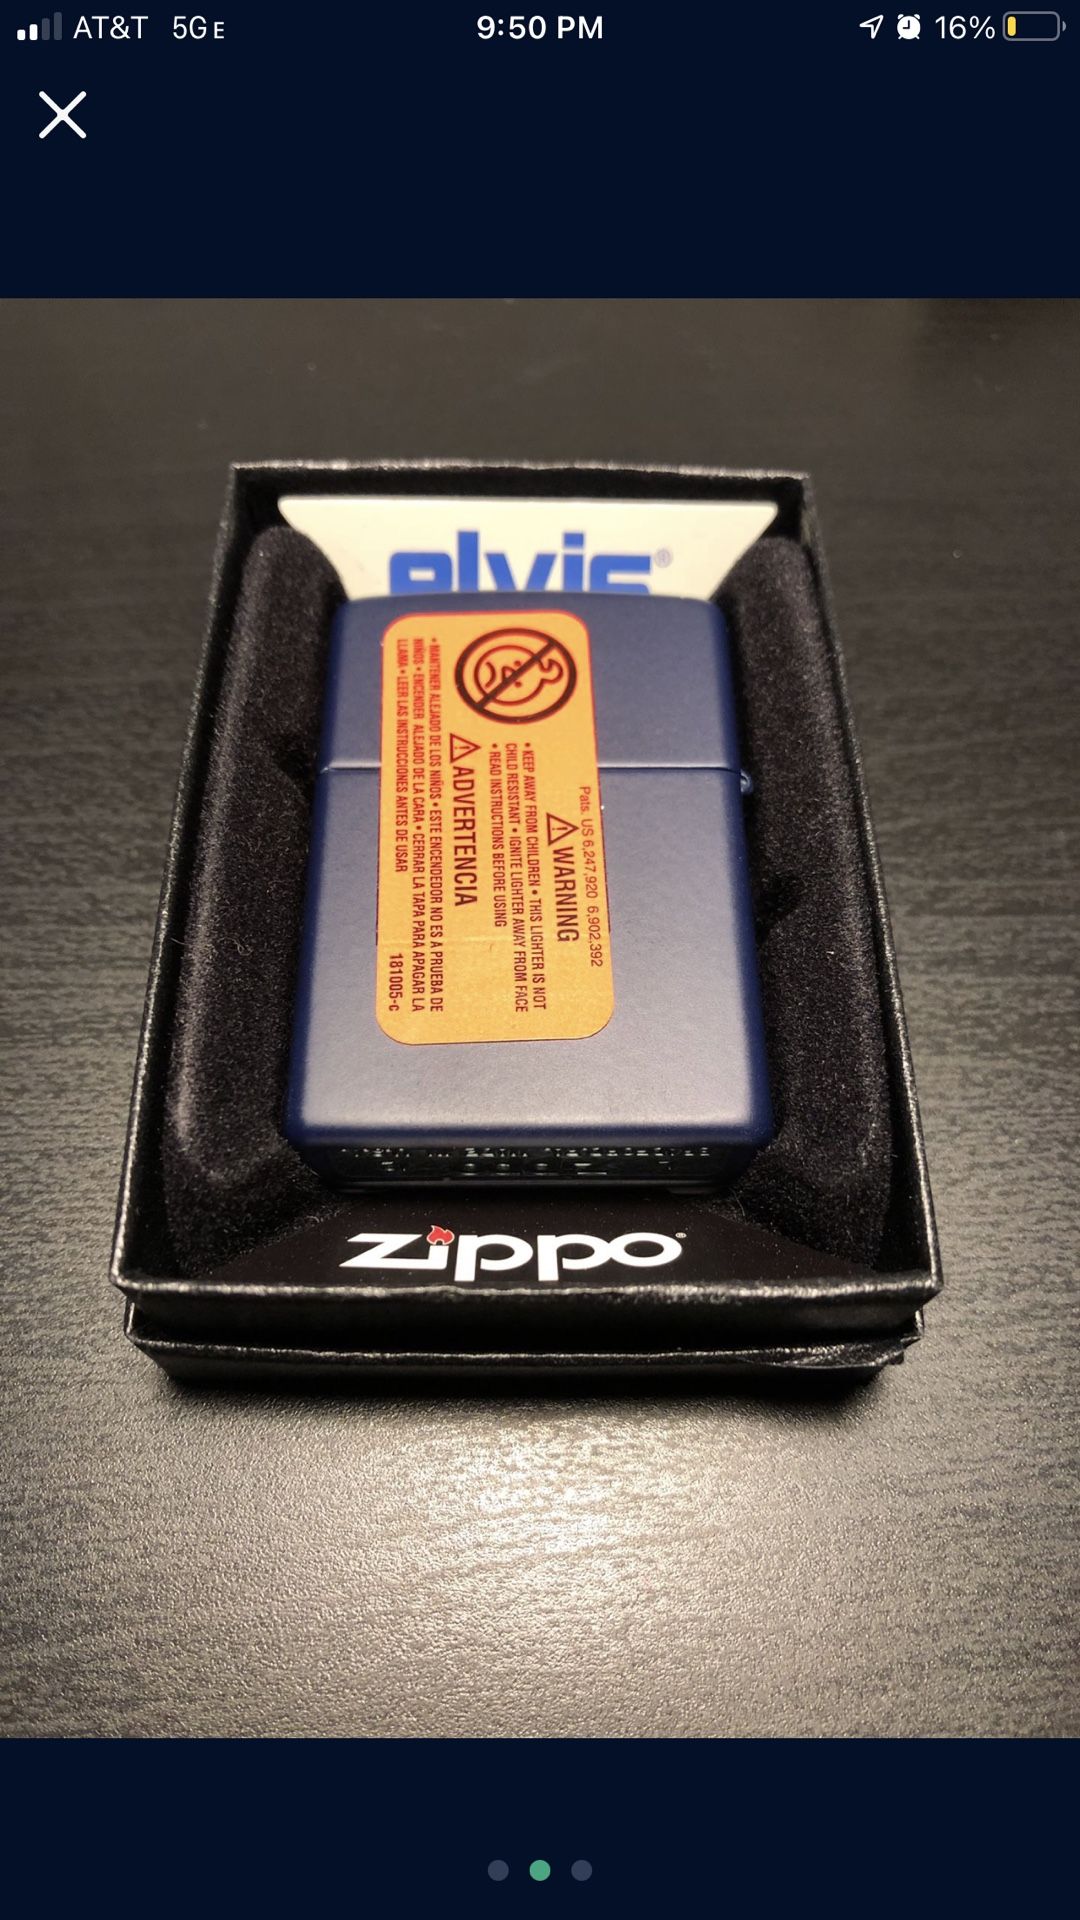 AT&T 5GE
9:50 PM
16%
elvis®
Pats. US 6,247,920 6,902,392
WARNING
• KEEP AWAY FROM CHILDREN • THIS LIGHTER IS NOT
CHILD RESISTANT • IGNITE LIGHTER AWAY FROM FACE
• READ INSTRUCTIONS BEFORE USING
ADVERTENCIA
• MANTENER ALEJADO DE LOS NIÑOS • ESTE ENCENDEDOR NO ES A PRUEBA DE
NIÑOS • ENCENDER ALEJADO DE LA CARA • CERRAR LA TAPA PARA APAGAR LA
LLAMA • LEER LAS INSTRUCCIONES ANTES DE USAR
181005-c
zippo®